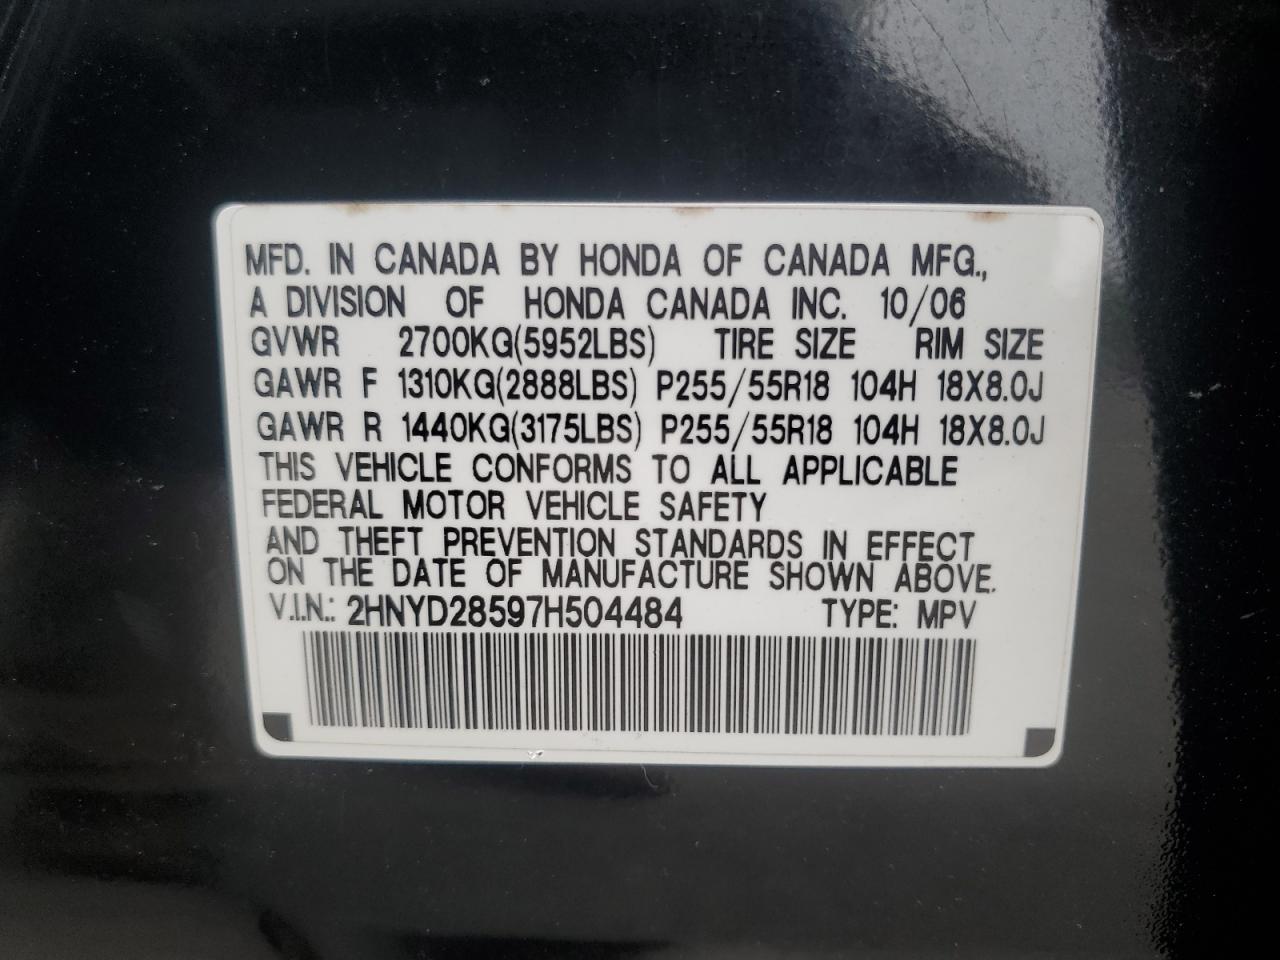 MFD. IN CANADA BY HONDA OF CANADA MFG.,
A DIVISION OF HONDA CANADA INC. 10/06
GVWR 2700KG(5952LBS) TIRE SIZE RIM SIZE
GAWR F 1310KG(2888LBS) P255/55R18 104H 18X8.0J
GAWR R 1440KG(3175LBS) P255/55R18 104H 18X8.0J
THIS VEHICLE CONFORMS TO ALL APPLICABLE
FEDERAL MOTOR VEHICLE SAFETY
AND THEFT PREVENTION STANDARDS IN EFFECT
ON THE DATE OF MANUFACTURE SHOWN ABOVE.
V.I.N.: 2HNYD28597H504484 TYPE: MPV